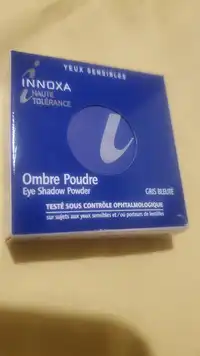 YEUX SENSIBLES
INNOXA
HAUTE
TOLÉRANCE
Ombre Poudre
Eye Shadow Powder
GRIS BLEUTÉ
TESTÉ SOUS CONTRÔLE OPHTALMOLOGIQUE
sur sujets aux yeux sensibles et / ou porteurs de lentilles